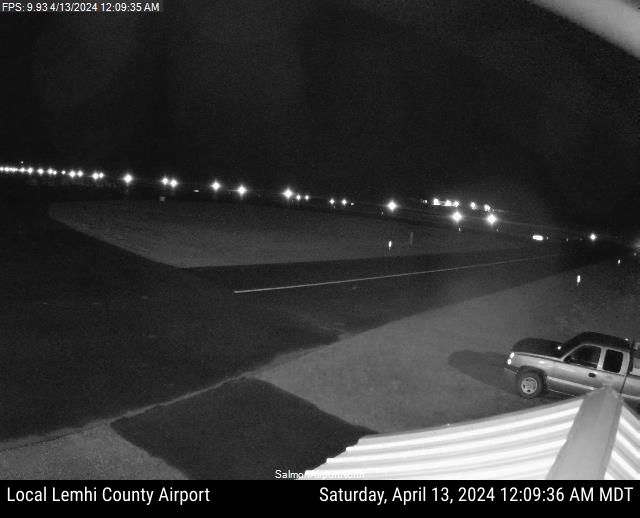 FPS: 9.93 4/13/2024 12:09:35 AM
Local Lemhi County Airport
Saturday, April 13, 2024 12:09:36 AM MDT